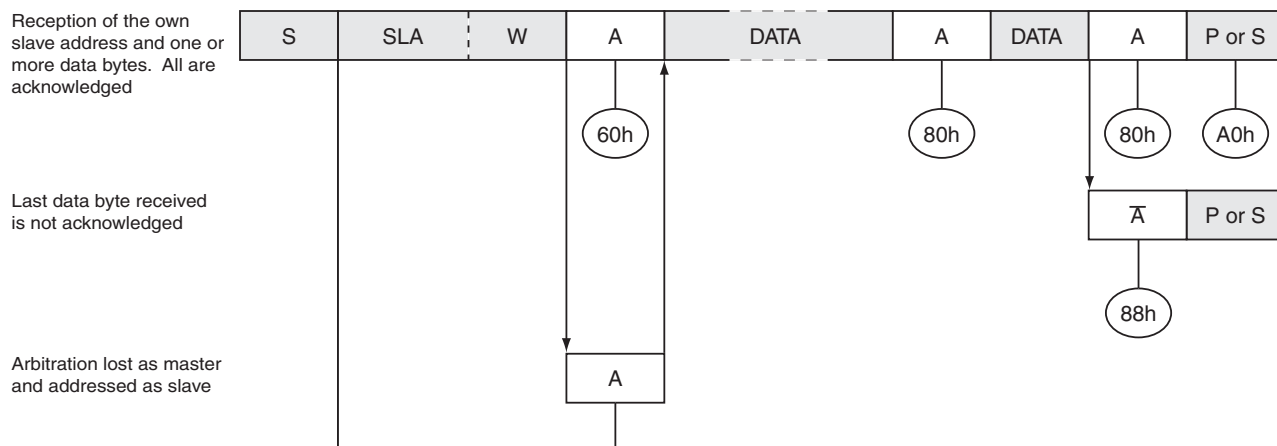 Reception of the own
slave address and one or
more data bytes. All are
acknowledged
S SLA W A DATA A DATA A P or S
60h 80h 80h A0h
Last data byte received
is not acknowledged
A̅ P or S
88h
Arbitration lost as master
and addressed as slave
A